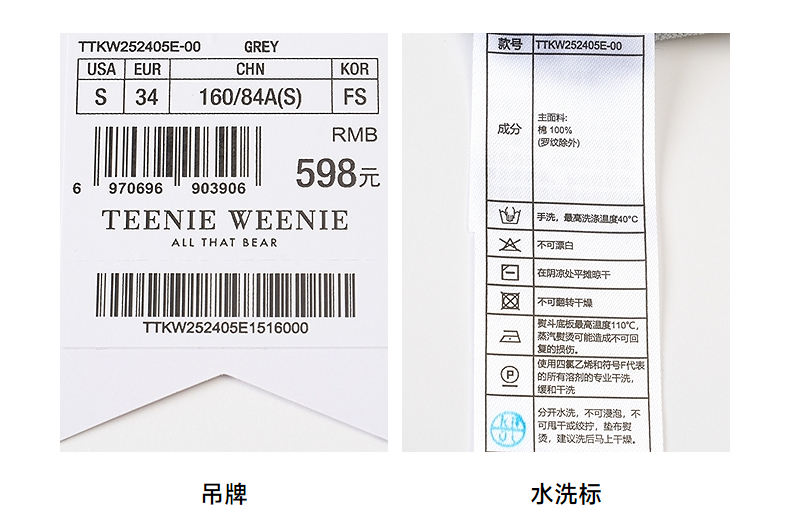 TTKW252405E-00 GREY
USA EUR CHN KOR
S 34 160/84A(S) FS
RMB
598元
6 970696 903906
TEENIE WEENIE
ALL THAT BEAR
TTKW252405E1516000
吊牌
款号 TTKW252405E-00
成分
主面料:
棉 100%
(罗纹除外)
手洗，最高洗涤温度40°C
不可漂白
在阴凉处平摊晾干
不可翻转干燥
熨斗底板最高温度110℃，
蒸汽熨烫可能造成不可回
复的损伤。
P
使用四氯乙烯和符号F代表
的所有溶剂的专业干洗，
缓和干洗
分开水洗，不可浸泡，不
可甩干或绞拧，垫布熨
烫，建议洗后马上干燥。
水洗标